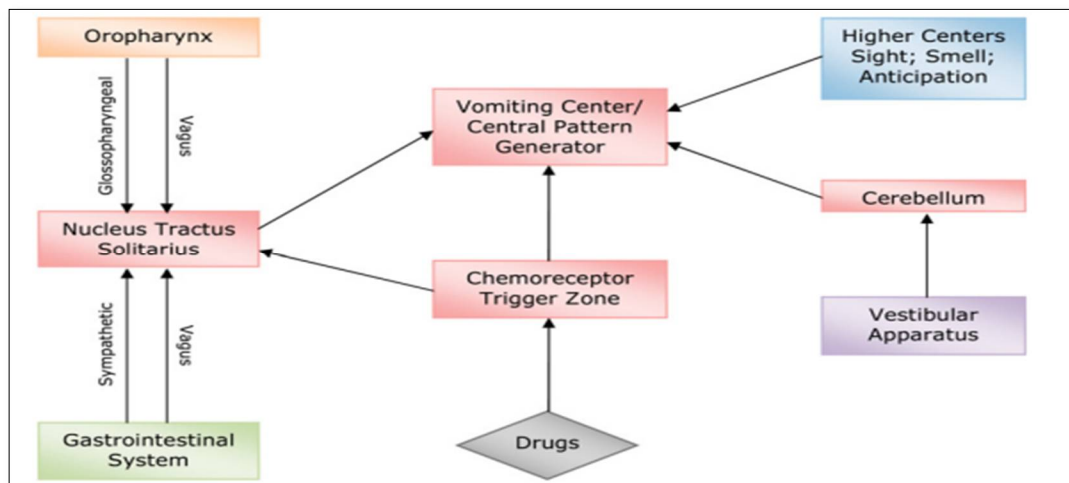 Oropharynx
Higher Centers
Sight; Smell;
Anticipation
Vomiting Center/
Central Pattern
Generator
Glossopharyngeal
Vagus
Cerebellum
Nucleus Tractus
Solitarius
Chemoreceptor
Trigger Zone
Vestibular
Apparatus
Sympathetic
Vagus
Gastrointestinal
System
Drugs